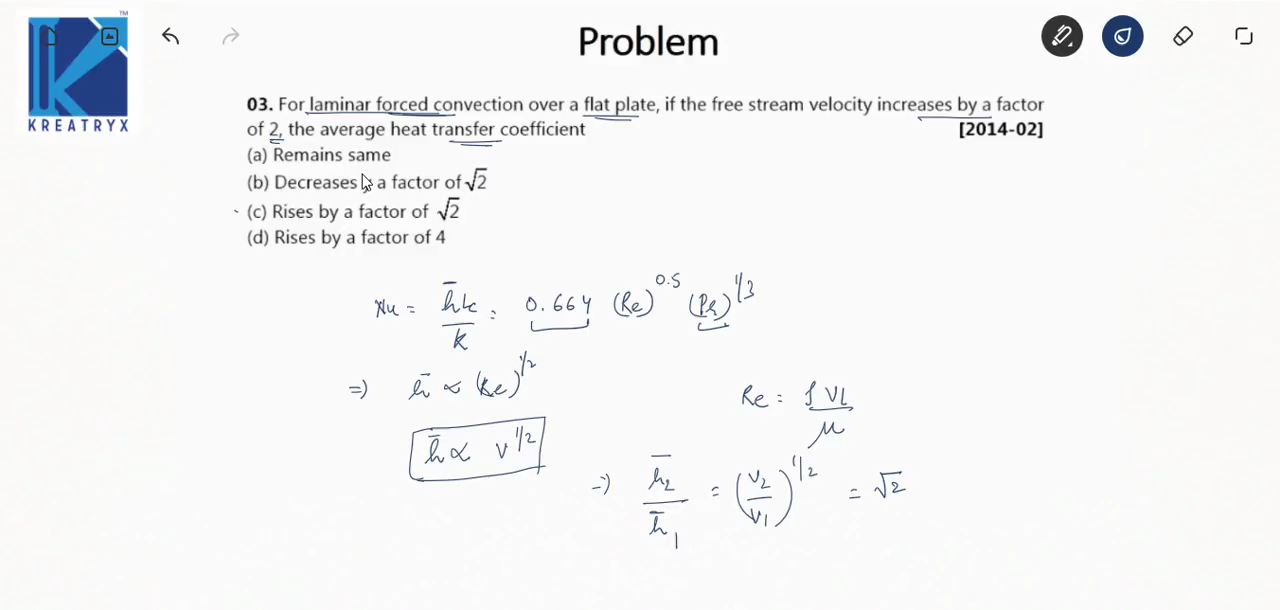 TM
KREATRYX
Problem
03. For laminar forced convection over a flat plate, if the free stream velocity increases by a factor
of 2, the average heat transfer coefficient [2014-02]
(a) Remains same
(b) Decreases by a factor of √2
(c) Rises by a factor of √2
(d) Rises by a factor of 4
Nu = h̄L/k = 0.664 (Re)^0.5 (Pr)^1/3
=) h̄ ∝ (Re)^1/2
Re = ρVL/μ
h̄ ∝ V^1/2
=) h̄₂/h̄₁ = (V₂/V₁)^1/2 = √2